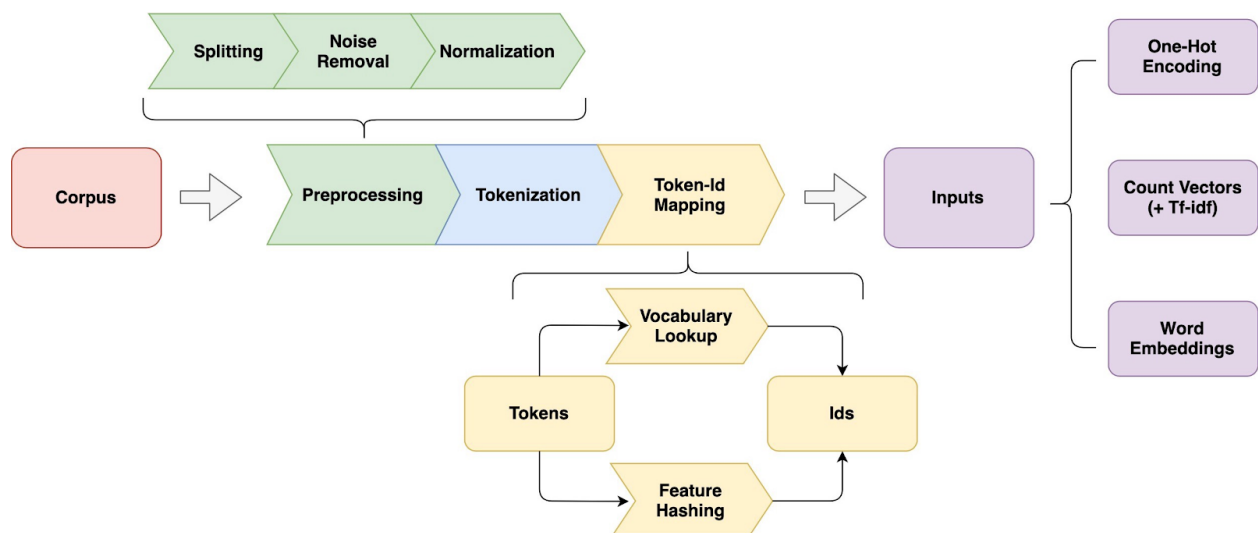 Splitting
Noise
Removal
Normalization
One-Hot
Encoding
Corpus
Preprocessing
Tokenization
Token-Id
Mapping
Inputs
Count Vectors
(+ Tf-idf)
Vocabulary
Lookup
Word
Embeddings
Tokens
Ids
Feature
Hashing